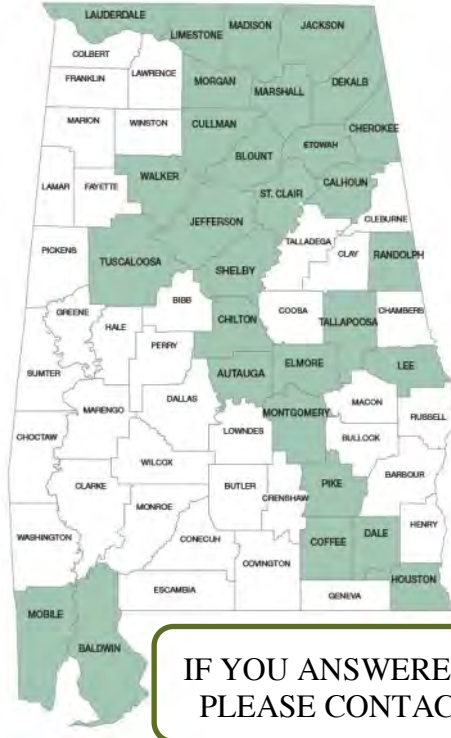 LAUDERDALE
LIMESTONE
MADISON
JACKSON
COLBERT
FRANKLIN
LAWRENCE
MORGAN
MARSHALL
DEKALB
MARION
WINSTON
CULLMAN
CHEROKEE
ETOWAH
BLOUNT
WALKER
LAMAR
FAYETTE
CALHOUN
ST. CLAIR
JEFFERSON
CLEBURNE
TALLADEGA
PICKENS
TUSCALOOSA
CLAY
RANDOLPH
SHELBY
BIBB
GREENE
HALE
COOSA
CHAMBERS
TALLAPOOSA
CHILTON
PERRY
SUMTER
AUTAUGA
ELMORE
LEE
DALLAS
MARENGO
MACON
MONTGOMERY
RUSSELL
LOWNDES
BULLOCK
CHOCTAW
WILCOX
CLARKE
BUTLER
CRENSHAW
PIKE
BARBOUR
MONROE
WASHINGTON
CONECUH
COVINGTON
COFFEE
DALE
HENRY
ESCAMBIA
GENEVA
HOUSTON
MOBILE
BALDWIN
IF YOU ANSWERE
PLEASE CONTAC